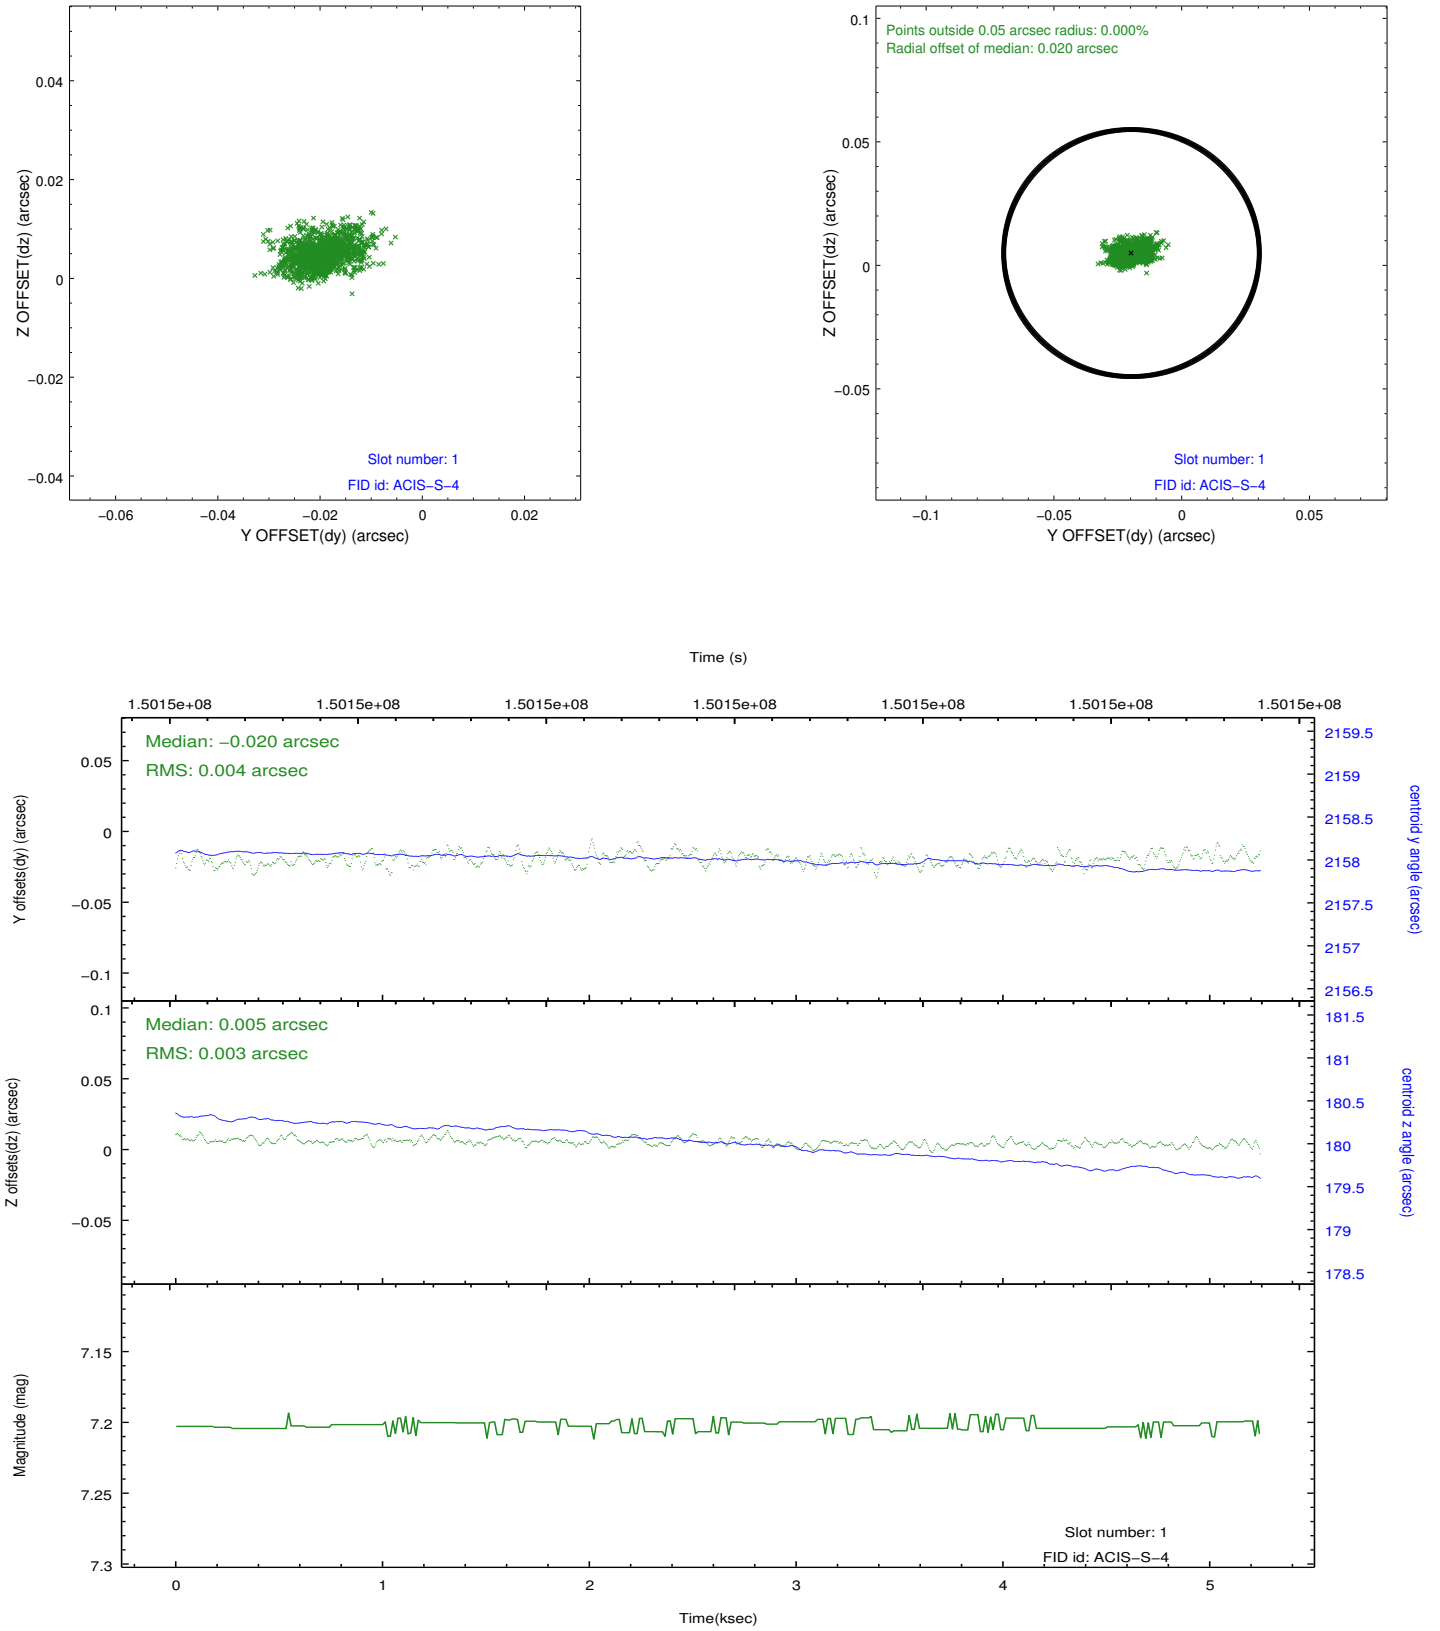 0.04
0.02
0
−0.02
−0.04
Z OFFSET(dz) (arcsec)
Slot number: 1
FID id: ACIS−S−4
−0.06
−0.04
−0.02
0
0.02
Y OFFSET(dy) (arcsec)
Points outside 0.05 arcsec radius: 0.000%
Radial offset of median: 0.020 arcsec
0.1
0.05
0
−0.05
Z OFFSET(dz) (arcsec)
Slot number: 1
FID id: ACIS−S−4
−0.1
−0.05
0
0.05
Y OFFSET(dy) (arcsec)
Time (s)
1.5015e+08
1.5015e+08
1.5015e+08
1.5015e+08
1.5015e+08
1.5015e+08
1.5015e+08
Median: −0.020 arcsec
RMS: 0.004 arcsec
0.05
0
−0.05
−0.1
Y offsets(dy) (arcsec)
2159.5
2159
2158.5
2158
2157.5
2157
2156.5
centroid y angle (arcsec)
Median: 0.005 arcsec
RMS: 0.003 arcsec
0.1
0.05
0
−0.05
Z offsets(dz) (arcsec)
181.5
181
180.5
180
179.5
179
178.5
centroid z angle (arcsec)
7.15
7.2
7.25
7.3
Magnitude (mag)
Slot number: 1
FID id: ACIS−S−4
0
1
2
3
4
5
Time(ksec)